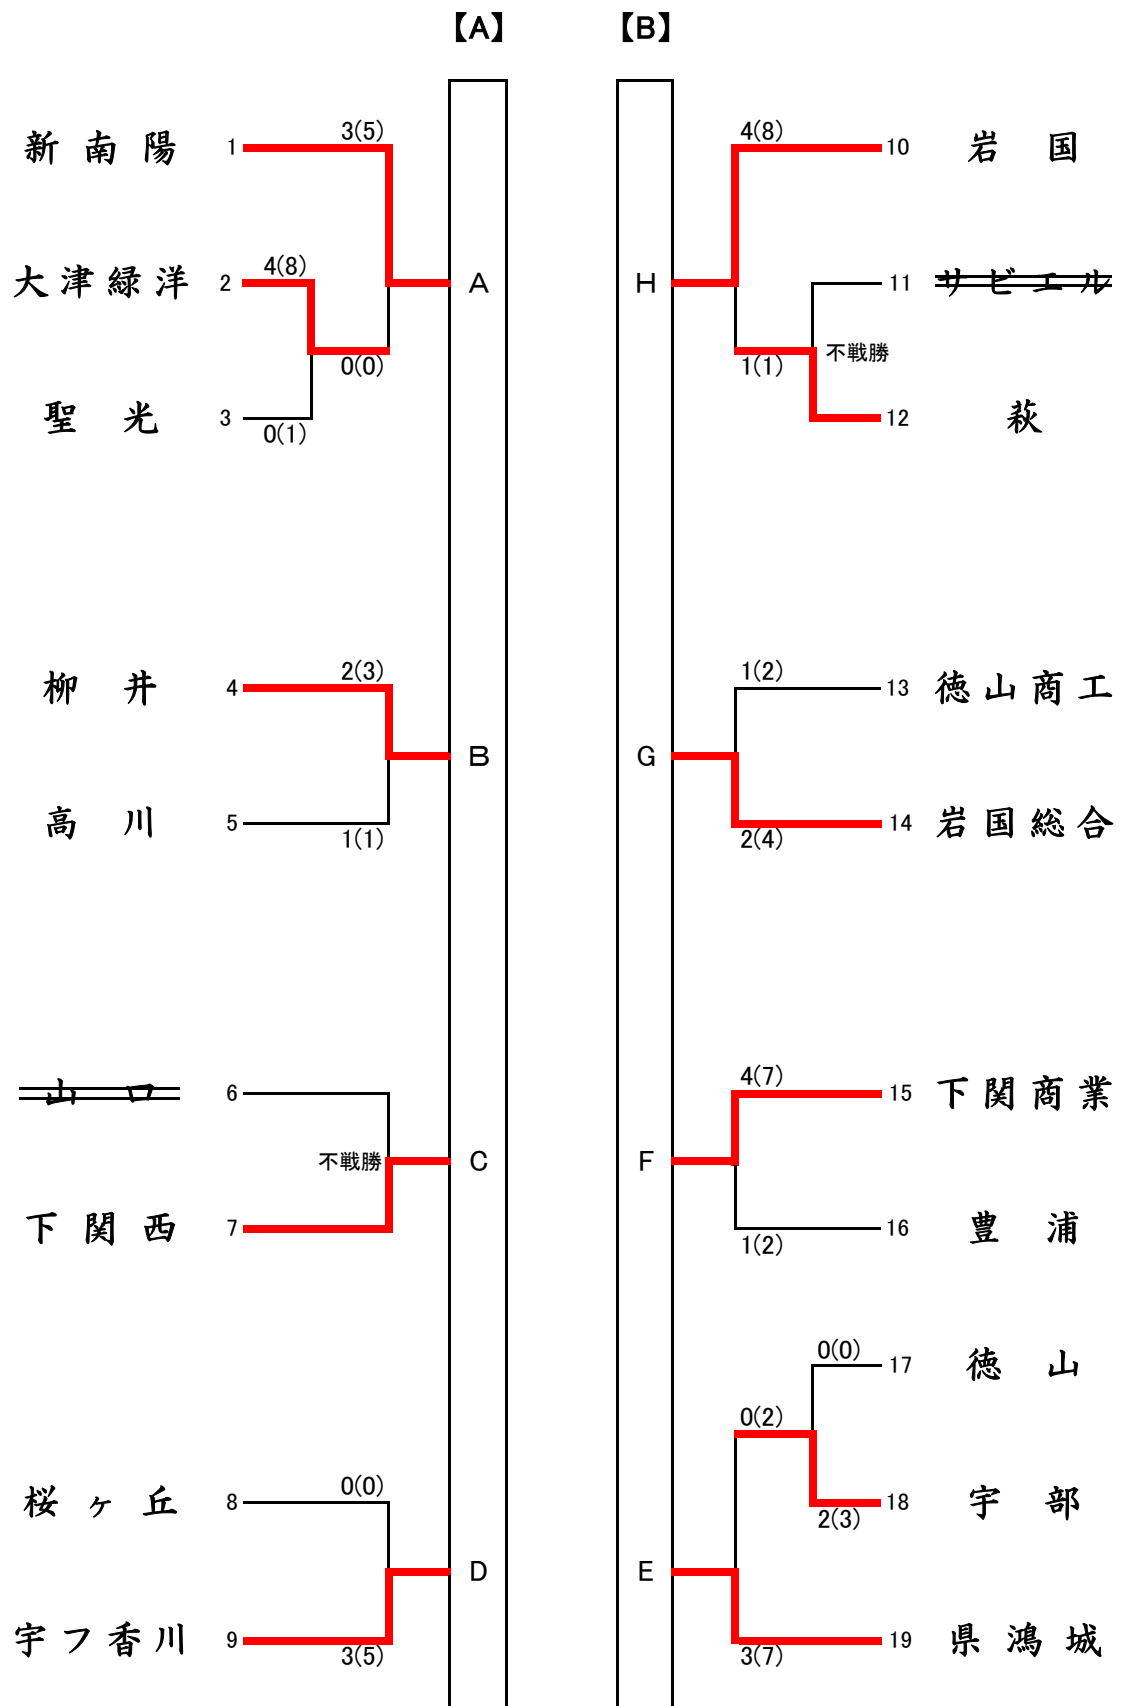 【A】 【B】
新南陽 1 3(5)
大津緑洋 2 4(8)
A
0(0)
聖光 3 0(1)
柳井 4 2(3)
B
高川 5 1(1)
山口 6
不戦勝 C
下関西 7
桜ヶ丘 8 0(0)
D
宇フ香川 9 3(5)
4(8) 10 岩国
H
11 サビエル
1(1) 不戦勝
12 萩
1(2) 13 徳山商工
G
2(4) 14 岩国総合
4(7) 15 下関商業
F
1(2) 16 豊浦
0(0) 17 徳山
0(2)
2(3) 18 宇部
E
3(7) 19 県鴻城